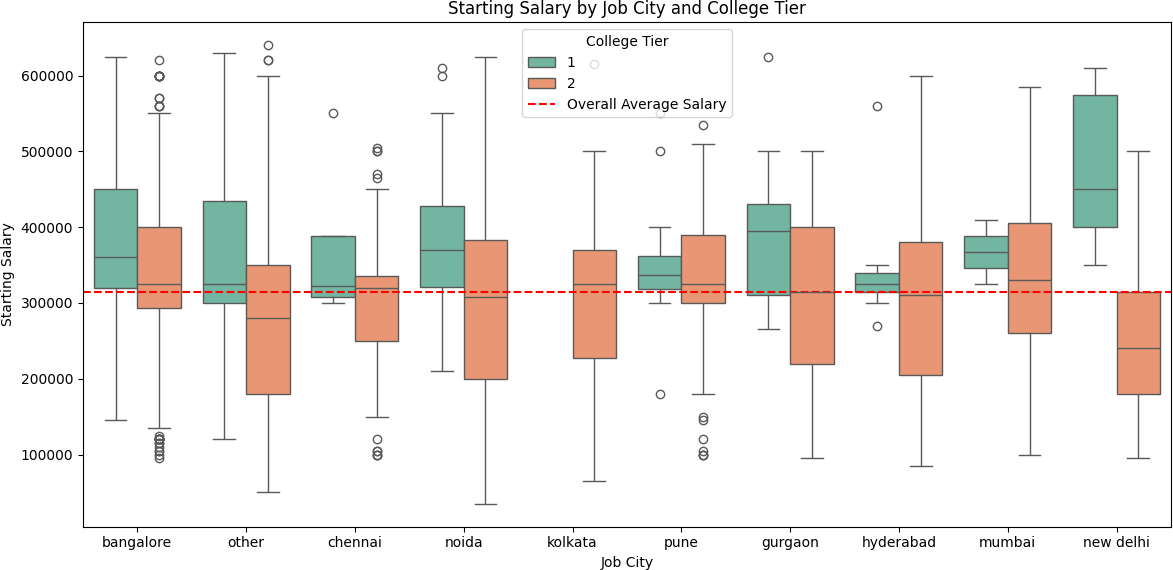 Starting Salary by Job City and College Tier
College Tier
1
2
Overall Average Salary
Starting Salary
600000
500000
400000
300000
200000
100000
bangalore other chennai noida kolkata pune gurgaon hyderabad mumbai new delhi
Job City